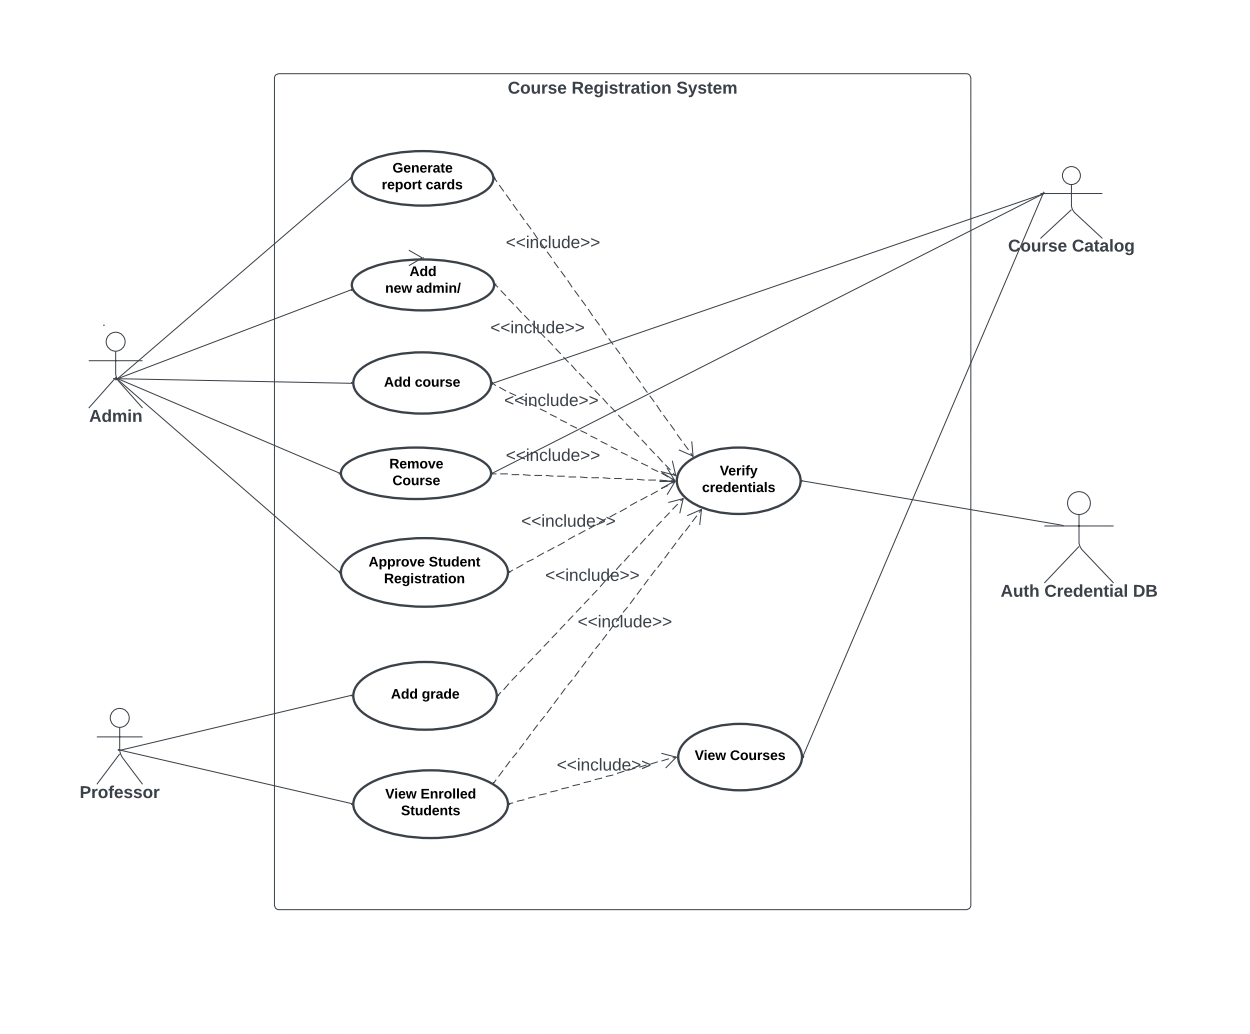 Course Registration System
Generate
report cards
<<include>>
Course Catalog
Add
new admin/
<<include>>
Add course
<<include>>
Admin
Remove
Course
<<include>>
Verify
credentials
<<include>>
Approve Student
Registration
<<include>>
Auth Credential DB
<<include>>
Add grade
View Courses
<<include>>
Professor
View Enrolled
Students